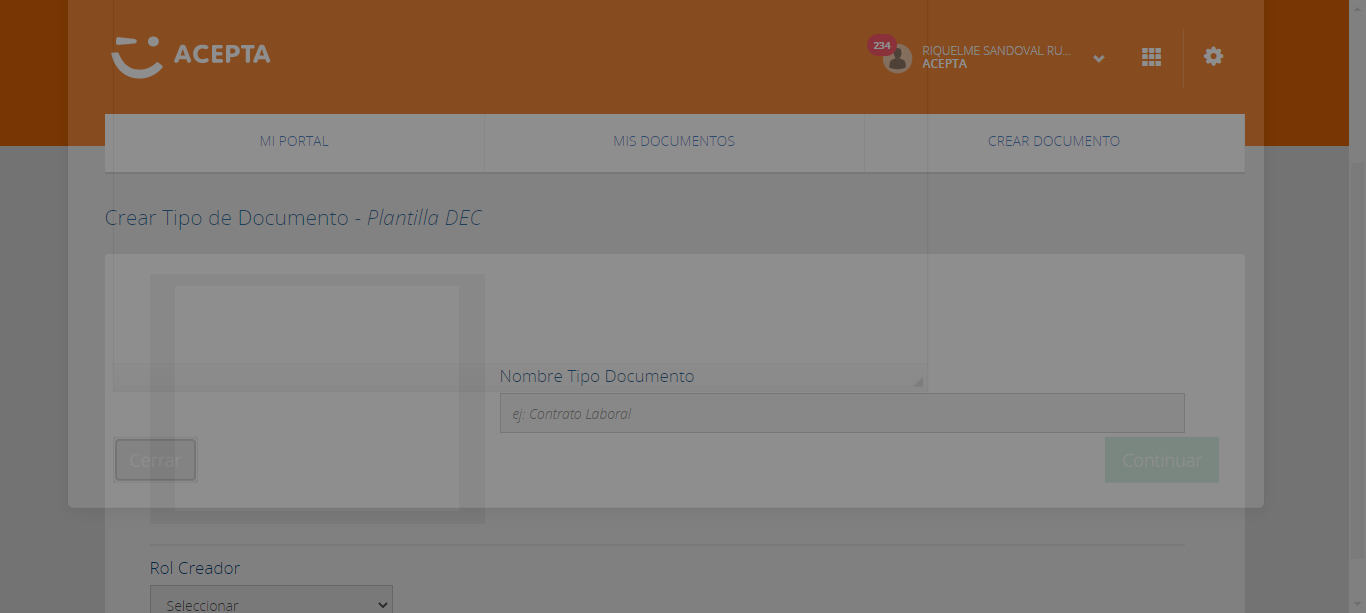 ACEPTA
234
RIQUELME SANDOVAL RU...
ACEPTA
MI PORTAL
MIS DOCUMENTOS
CREAR DOCUMENTO
Crear Tipo de Documento - Plantilla DEC
Nombre Tipo Documento
ej: Contrato Laboral
Cerrar
Continuar
Rol Creador
Seleccionar